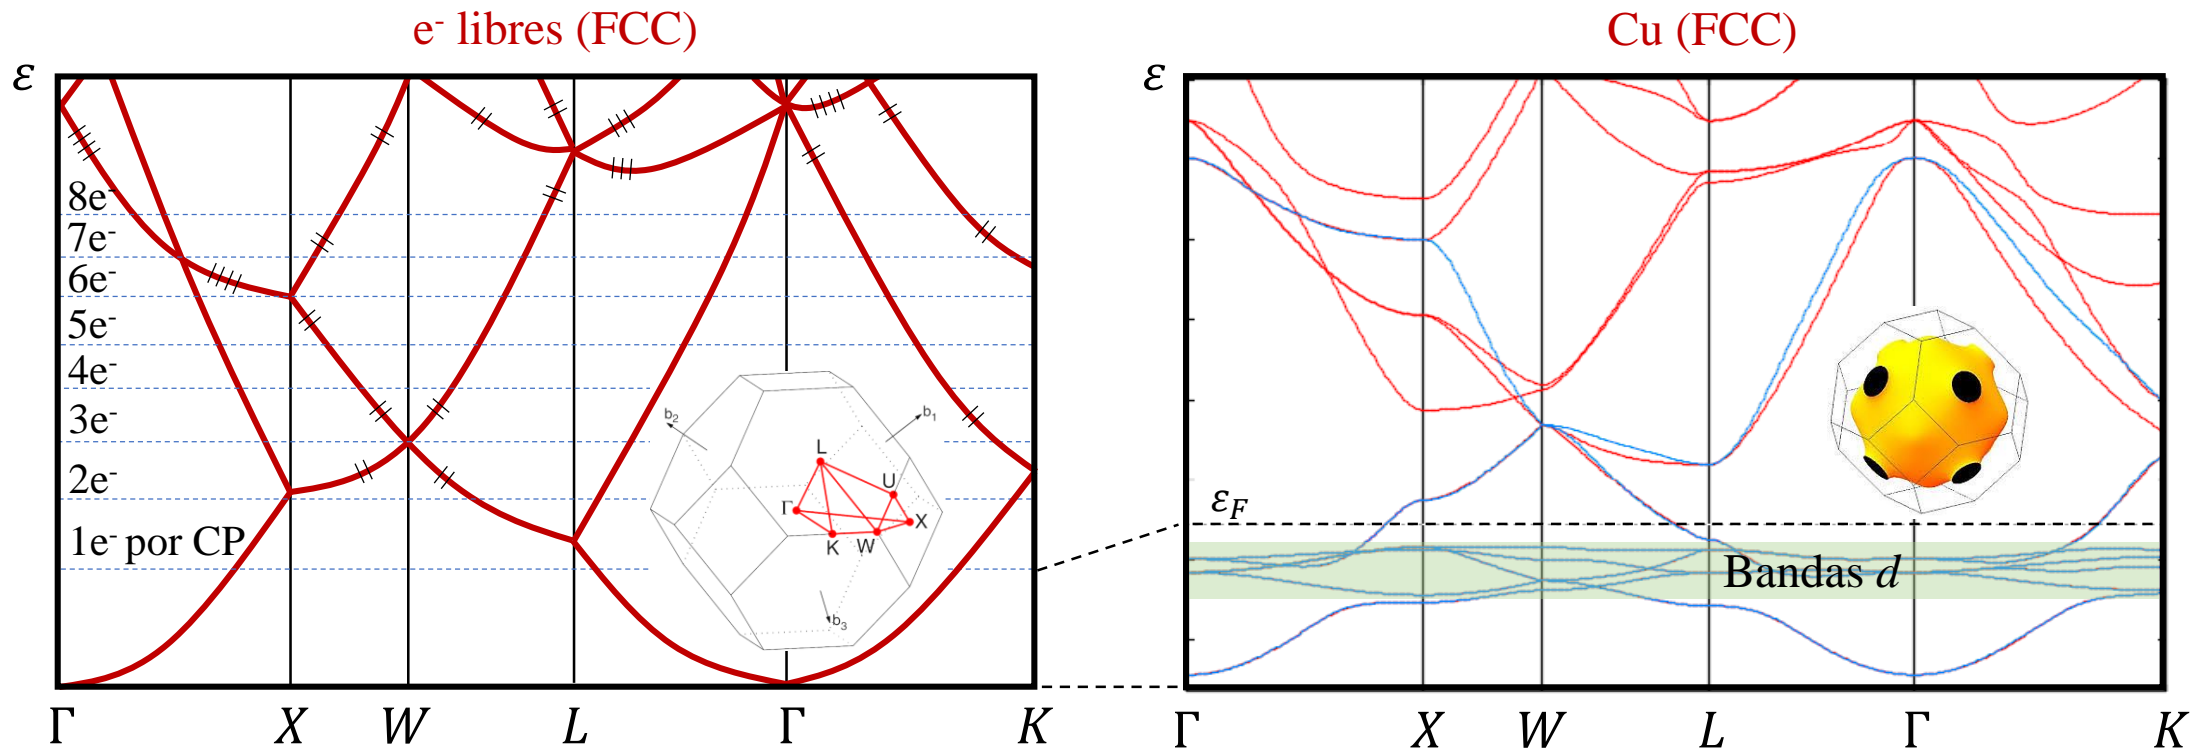 e⁻ libres (FCC)
Cu (FCC)
ε
8e⁻
7e⁻
6e⁻
5e⁻
4e⁻
3e⁻
2e⁻
1e⁻ por CP
b₂
b₁
L
U
Γ
X
K
W
b₃
Γ X W L Γ K
ε
ε_F
Bandas d
Γ X W L Γ K